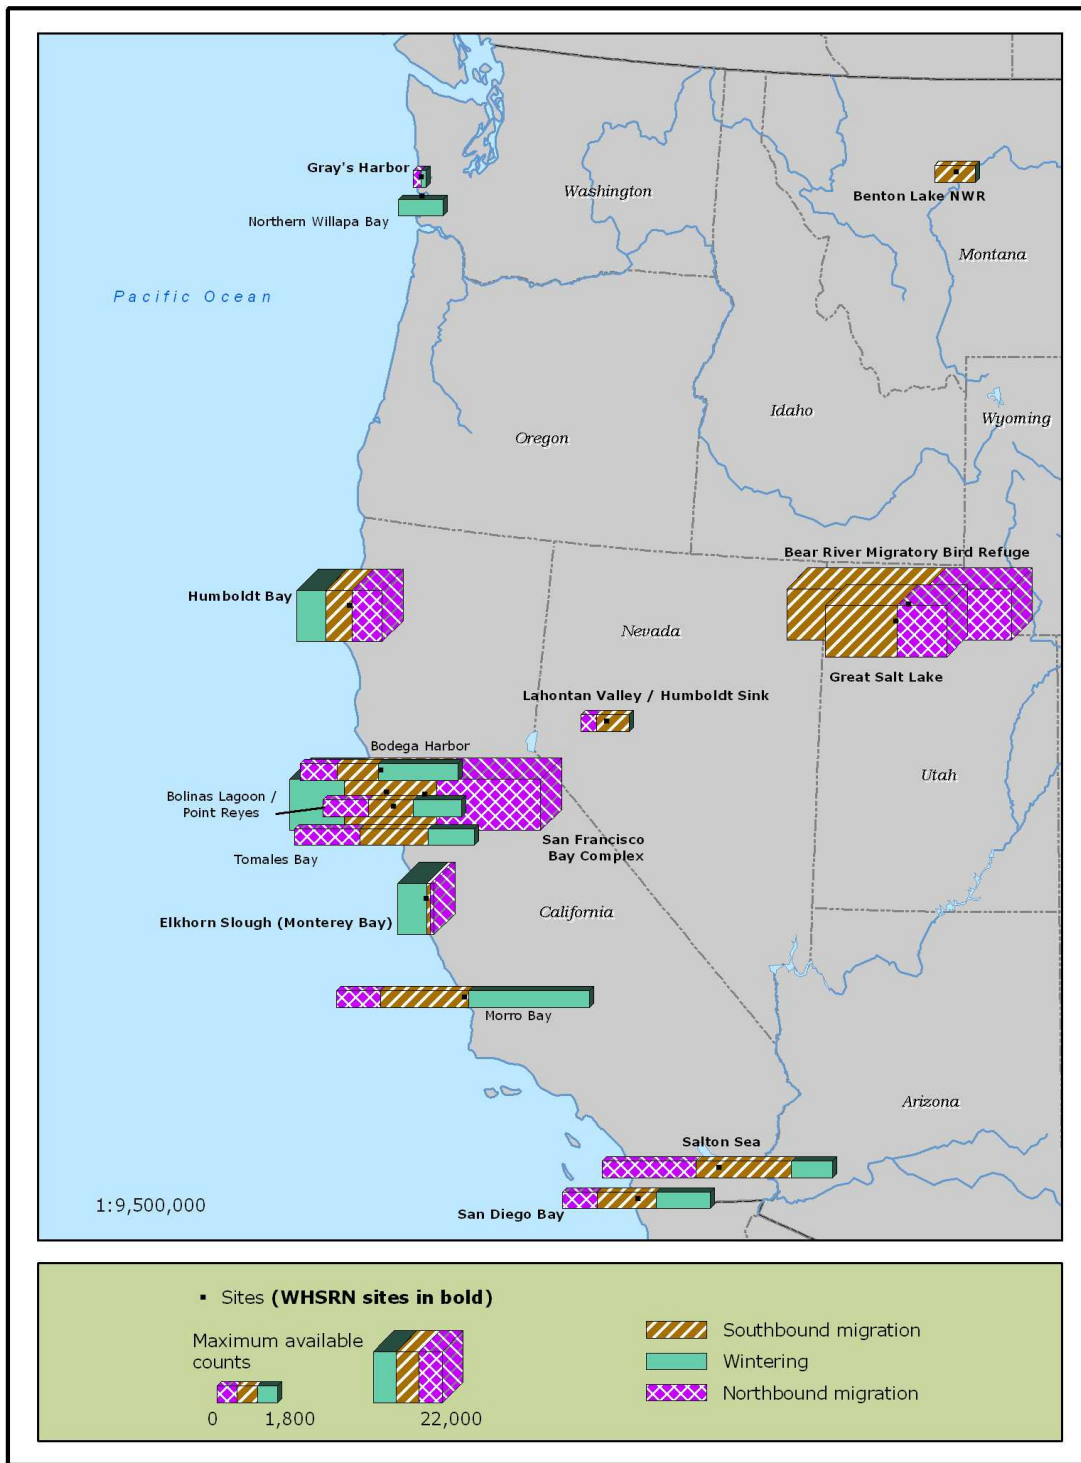 Gray's Harbor
Washington
Benton Lake NWR
Northern Willapa Bay
Montana
Pacific Ocean
Idaho
Wyoming
Oregon
Bear River Migratory Bird Refuge
Humboldt Bay
Nevada
Great Salt Lake
Lahontan Valley / Humboldt Sink
Bodega Harbor
Utah
Bolinas Lagoon /
Point Reyes
San Francisco
Bay Complex
Tomales Bay
California
Elkhorn Slough (Monterey Bay)
Morro Bay
Arizona
Salton Sea
1:9,500,000
San Diego Bay
Sites (WHSRN sites in bold)
Maximum available
counts
0
1,800
22,000
Southbound migration
Wintering
Northbound migration